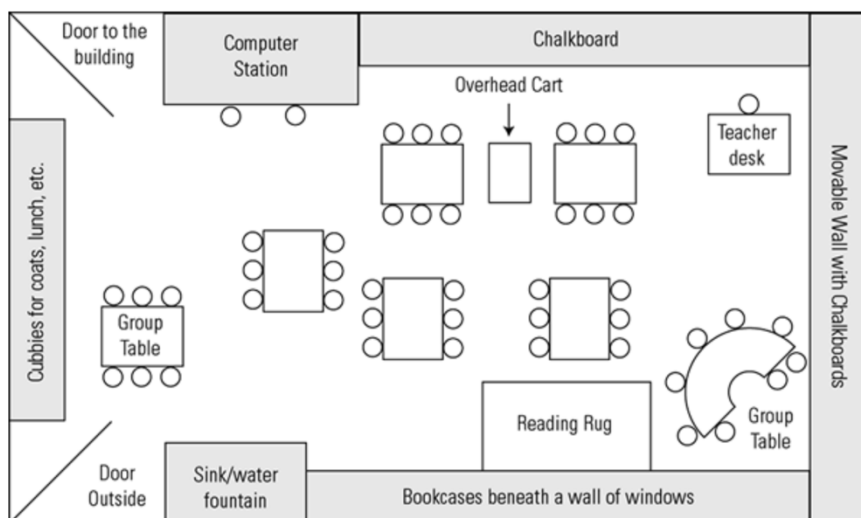 Door to the
building
Computer
Station
Chalkboard
Overhead Cart
Teacher
desk
Cubbies for coats, lunch, etc.
Movable Wall with Chalkboards
Group
Table
Reading Rug
Group
Table
Door
Outside
Sink/water
fountain
Bookcases beneath a wall of windows